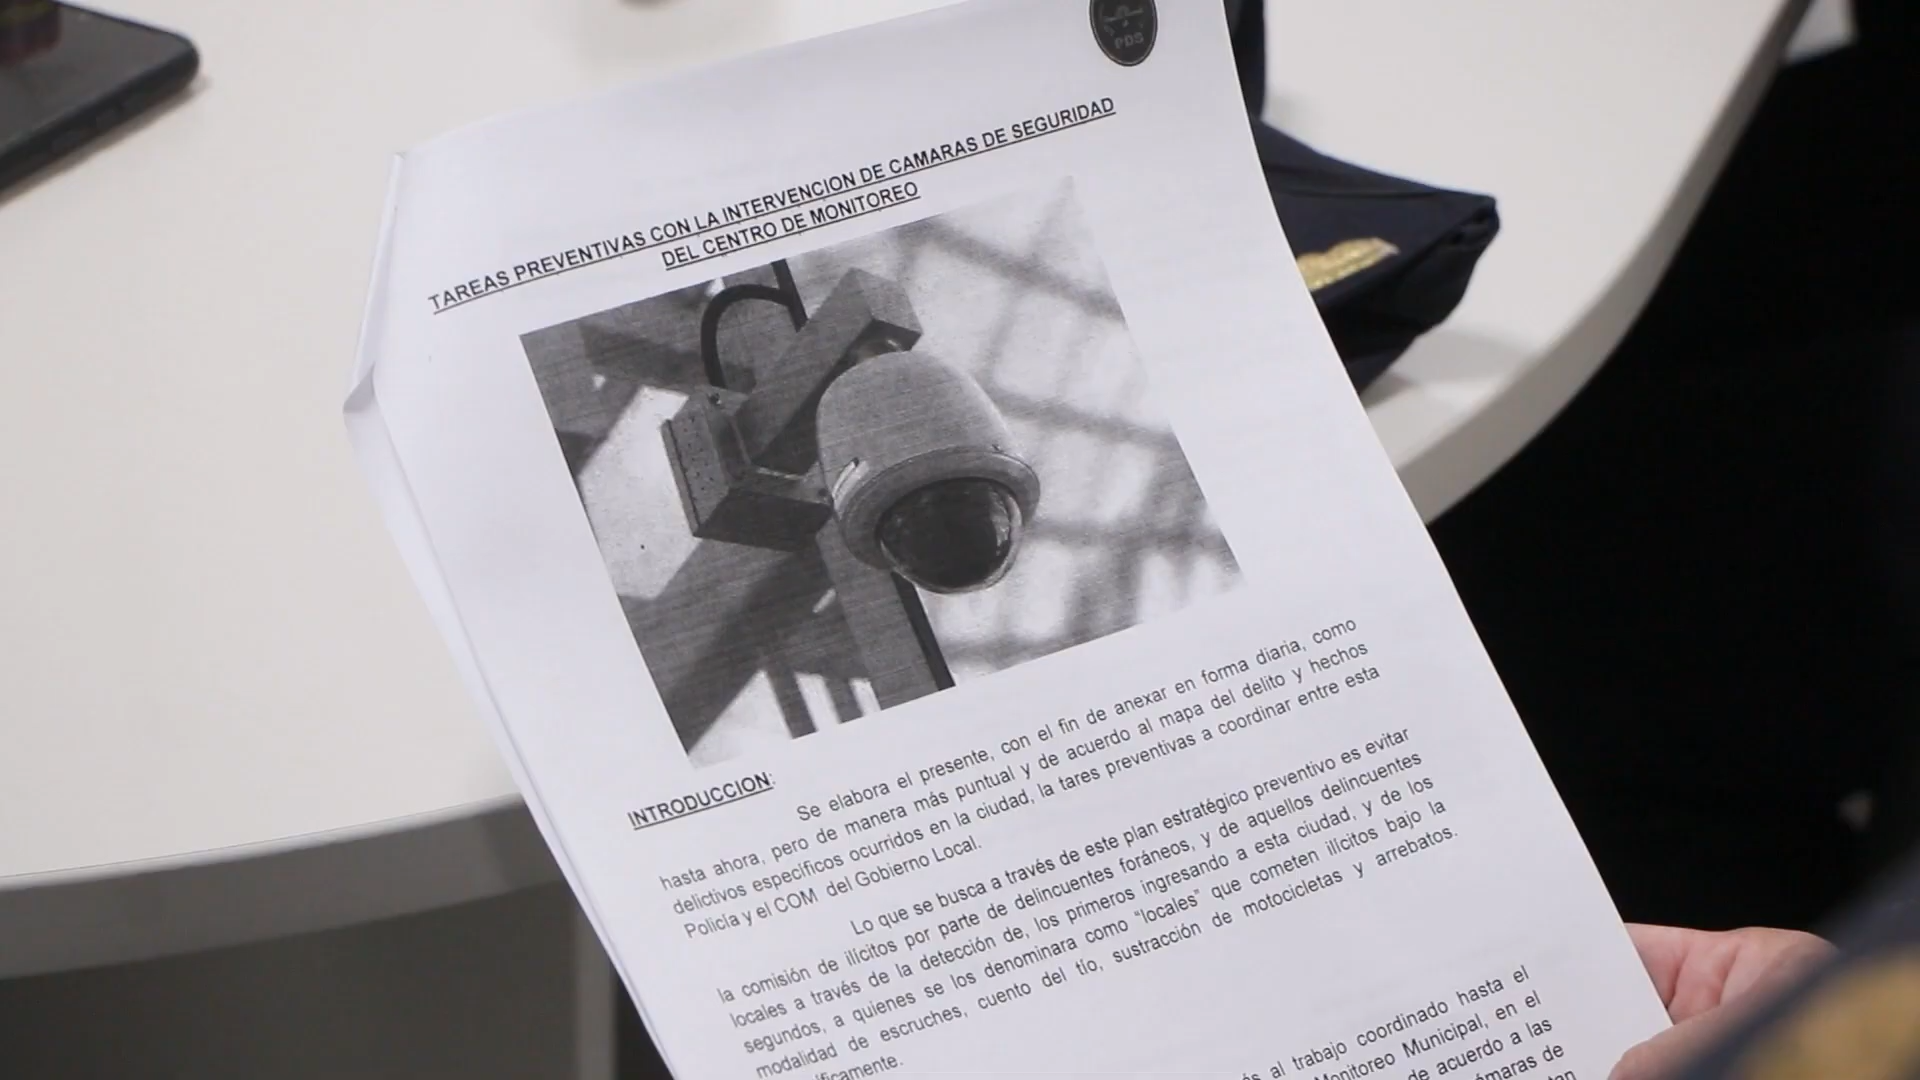 PDS
TAREAS PREVENTIVAS CON LA INTERVENCION DE CAMARAS DE SEGURIDAD
DEL CENTRO DE MONITOREO
INTRODUCCION:
Se elabora el presente, con el fin de anexar en forma diaria, como
hasta ahora, pero de manera más puntual y de acuerdo al mapa del delito y hechos
delictivos específicos ocurridos en la ciudad, la tares preventivas a coordinar entre esta
Policía y el COM del Gobierno Local.
Lo que se busca a través de este plan estratégico preventivo es evitar
la comisión de ilícitos por parte de delincuentes foráneos, y de aquellos delincuentes
locales a través de la detección de, los primeros ingresando a esta ciudad, y de los
segundos, a quienes se los denominara como "locales" que cometen ilícitos bajo la
modalidad de escruches, cuento del tío, sustracción de motocicletas y arrebatos.
al trabajo coordinado hasta el
Monitoreo Municipal, en el
de acuerdo a las
de